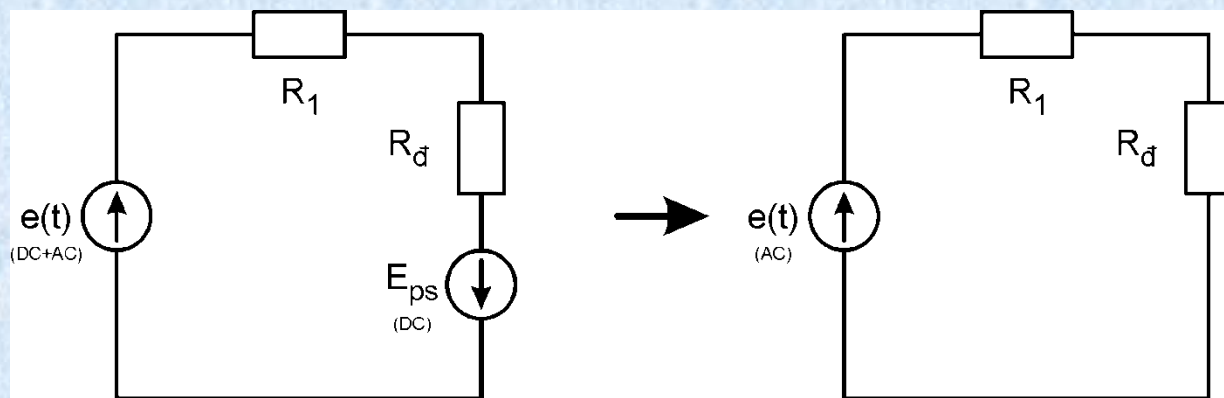 R1
Rđ
e(t)
(DC+AC)
Eps
(DC)
R1
Rđ
e(t)
(AC)